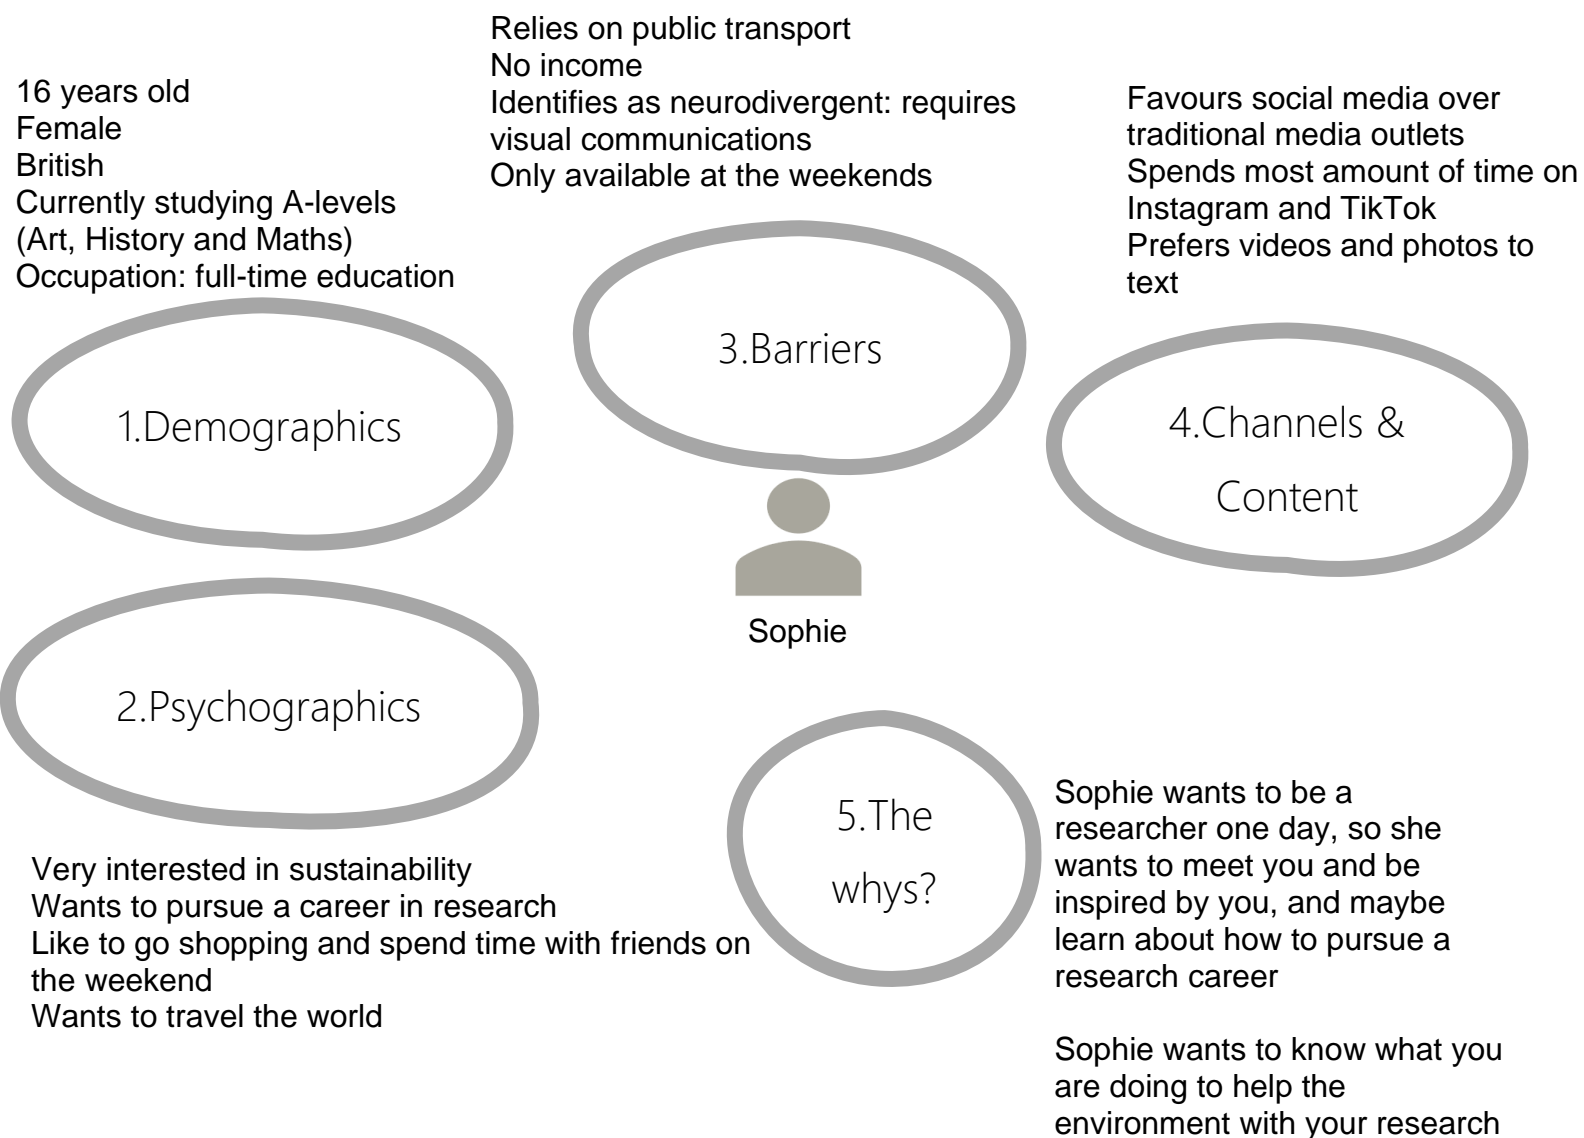 16 years old
Female
British
Currently studying A-levels
(Art, History and Maths)
Occupation: full-time education
1.Demographics
2.Psychographics
Very interested in sustainability
Wants to pursue a career in research
Like to go shopping and spend time with friends on
the weekend
Wants to travel the world
Relies on public transport
No income
Identifies as neurodivergent: requires
visual communications
Only available at the weekends
3.Barriers
Sophie
Favours social media over
traditional media outlets
Spends most amount of time on
Instagram and TikTok
Prefers videos and photos to
text
4.Channels &
Content
5.The
whys?
Sophie wants to be a
researcher one day, so she
wants to meet you and be
inspired by you, and maybe
learn about how to pursue a
research career
Sophie wants to know what you
are doing to help the
environment with your research